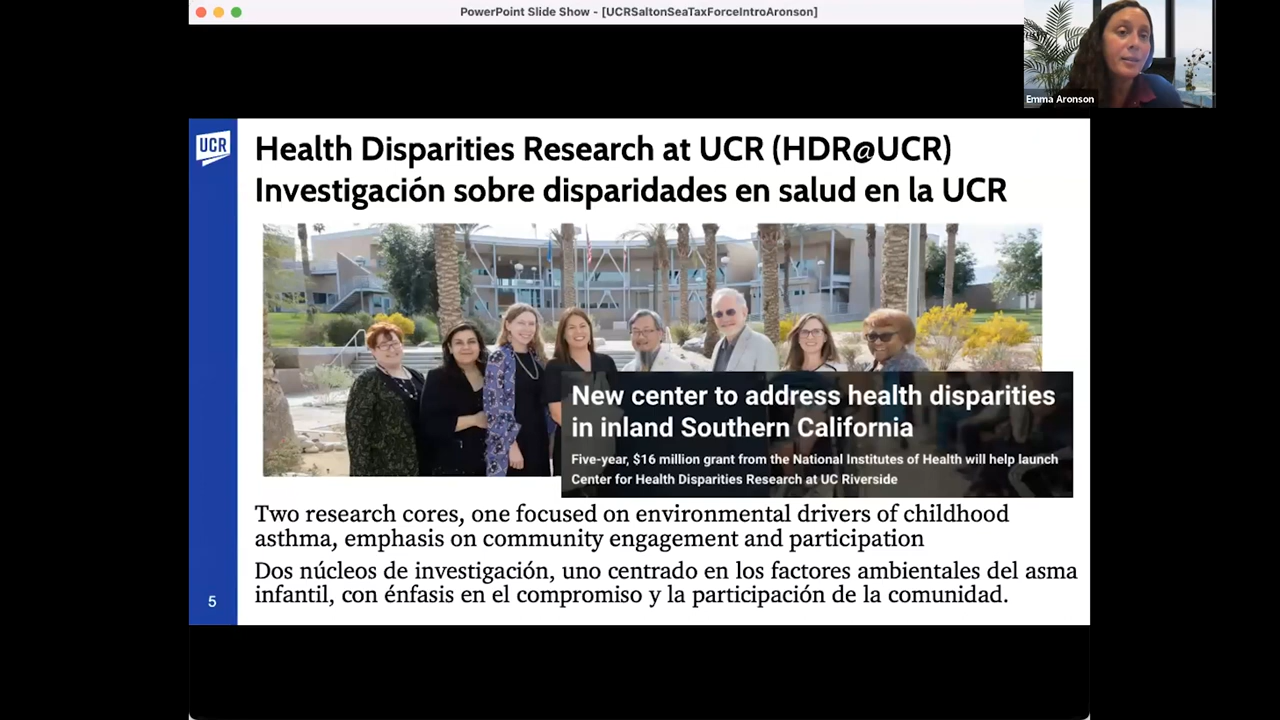 PowerPoint Slide Show - [UCRSaltonSeaTaxForceIntroAronson]
Emma Aronson
UCR
Health Disparities Research at UCR (HDR@UCR)
Investigación sobre disparidades en salud en la UCR
New center to address health disparities
in inland Southern California
Five-year, $16 million grant from the National Institutes of Health will help launch
Center for Health Disparities Research at UC Riverside
Two research cores, one focused on environmental drivers of childhood
asthma, emphasis on community engagement and participation
Dos núcleos de investigación, uno centrado en los factores ambientales del asma
infantil, con énfasis en el compromiso y la participación de la comunidad.
5